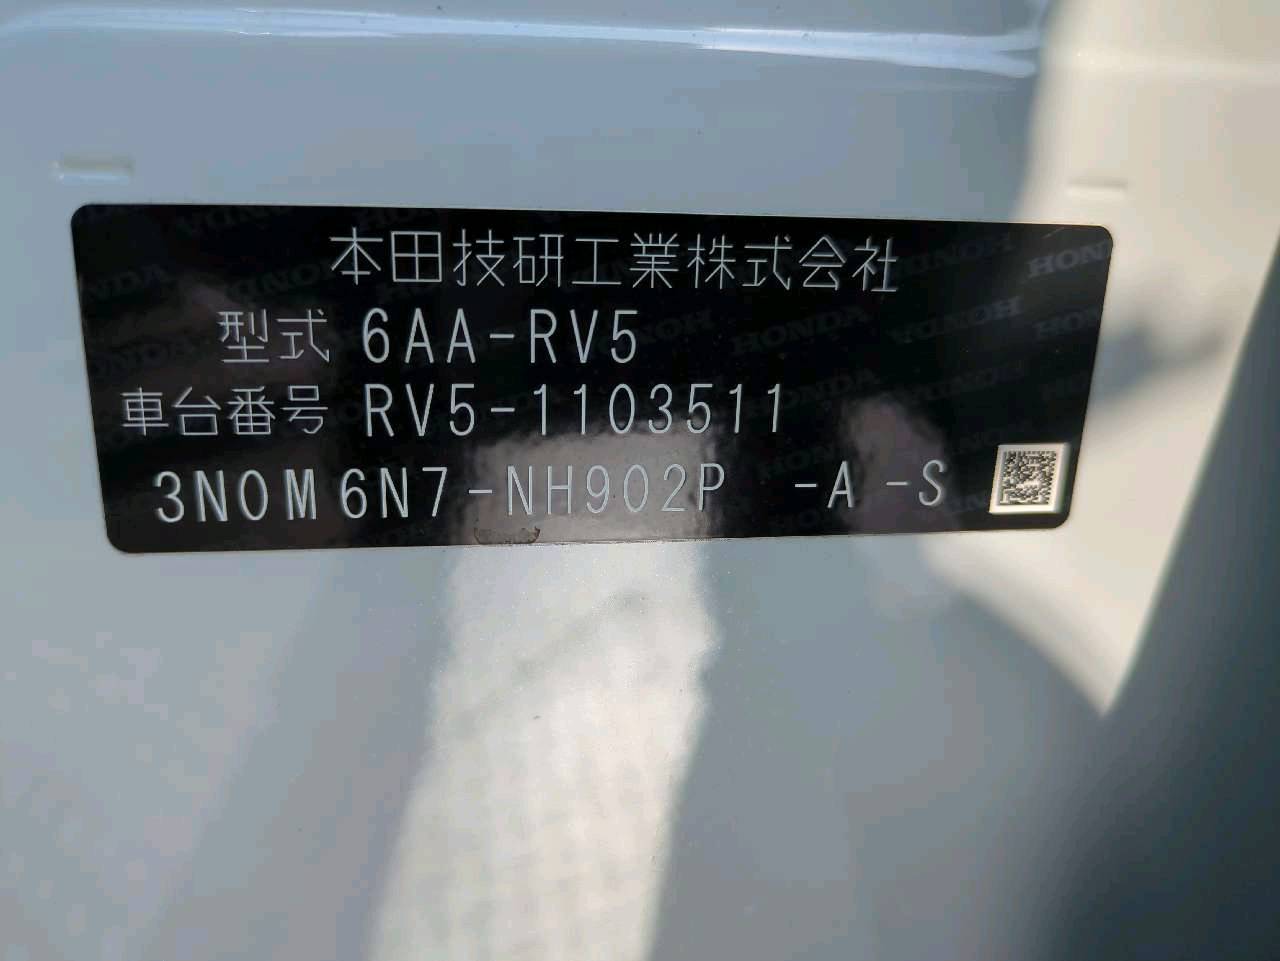 本田技研工業株式会社
型式 6AA-RV5
車台番号 RV5-1103511
3N0M6N7-NH902P -A -S